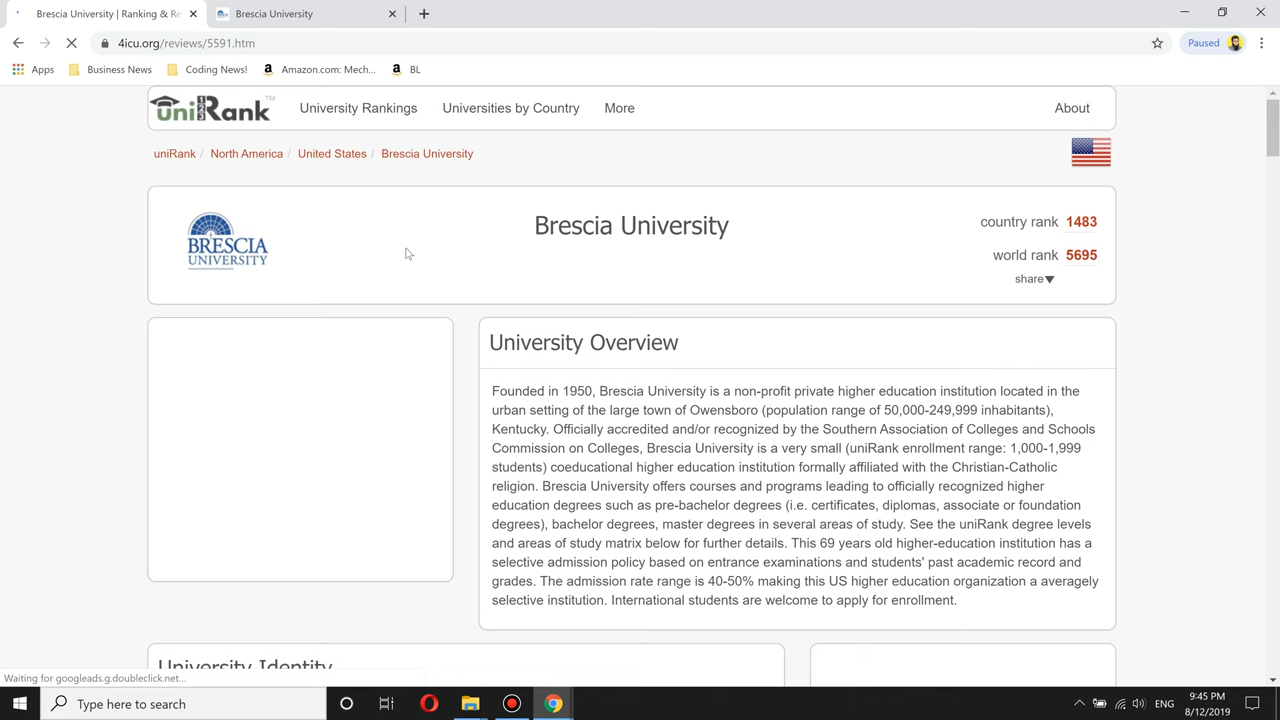 Brescia University | Ranking & Re
Brescia University
4icu.org/reviews/5591.htm
Paused
Apps
Business News
Coding News!
Amazon.com: Mech...
BL
uniRank™
University Rankings
Universities by Country
More
About
uniRank / North America / United States / Brescia University
BRESCIA
UNIVERSITY
Brescia University
country rank 1483
world rank 5695
share▼
University Overview
Founded in 1950, Brescia University is a non-profit private higher education institution located in the
urban setting of the large town of Owensboro (population range of 50,000-249,999 inhabitants),
Kentucky. Officially accredited and/or recognized by the Southern Association of Colleges and Schools
Commission on Colleges, Brescia University is a very small (uniRank enrollment range: 1,000-1,999
students) coeducational higher education institution formally affiliated with the Christian-Catholic
religion. Brescia University offers courses and programs leading to officially recognized higher
education degrees such as pre-bachelor degrees (i.e. certificates, diplomas, associate or foundation
degrees), bachelor degrees, master degrees in several areas of study. See the uniRank degree levels
and areas of study matrix below for further details. This 69 years old higher-education institution has a
selective admission policy based on entrance examinations and students' past academic record and
grades. The admission rate range is 40-50% making this US higher education organization a averagely
selective institution. International students are welcome to apply for enrollment.
University Identity
Waiting for googleads.g.doubleclick.net...
Type here to search
ENG
9:45 PM
8/12/2019